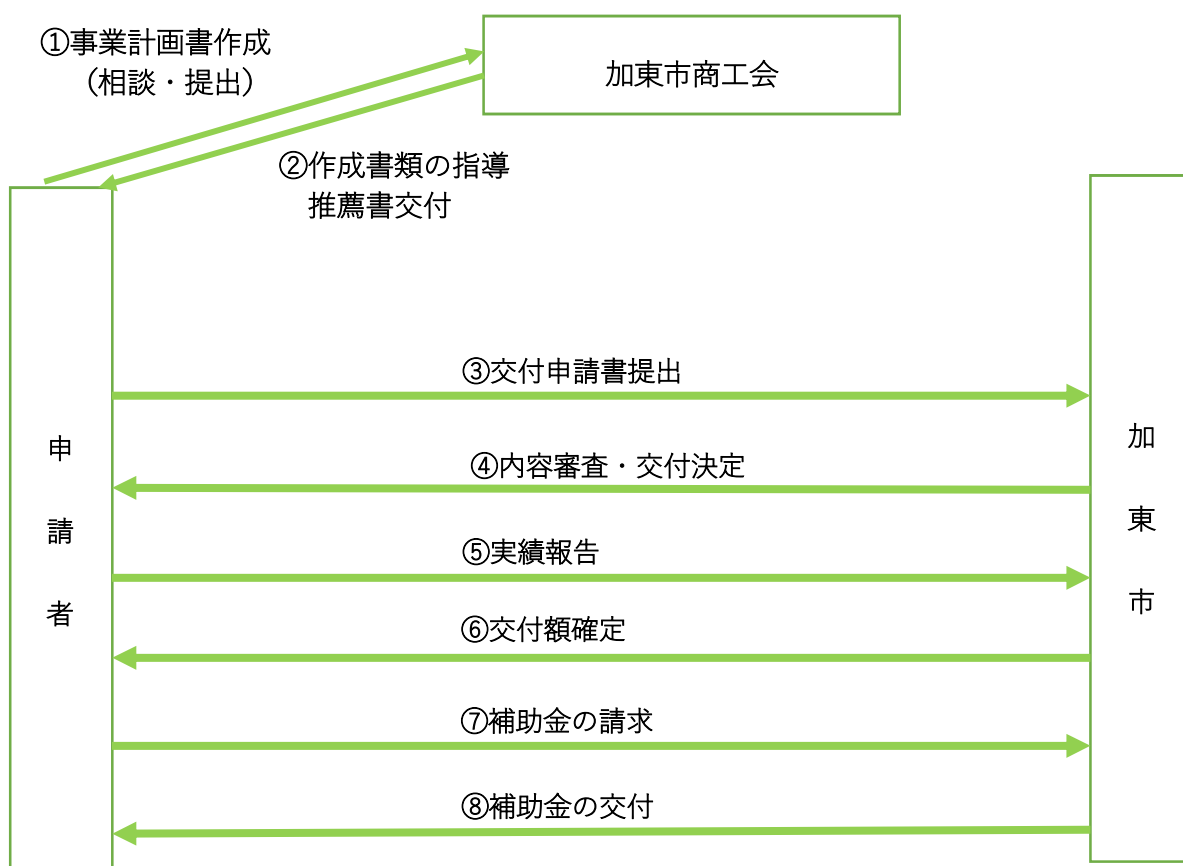 ①事業計画書作成
（相談・提出）
加東市商工会
②作成書類の指導
推薦書交付
③交付申請書提出
④内容審査・交付決定
⑤実績報告
⑥交付額確定
⑦補助金の請求
⑧補助金の交付
申請者
加東市